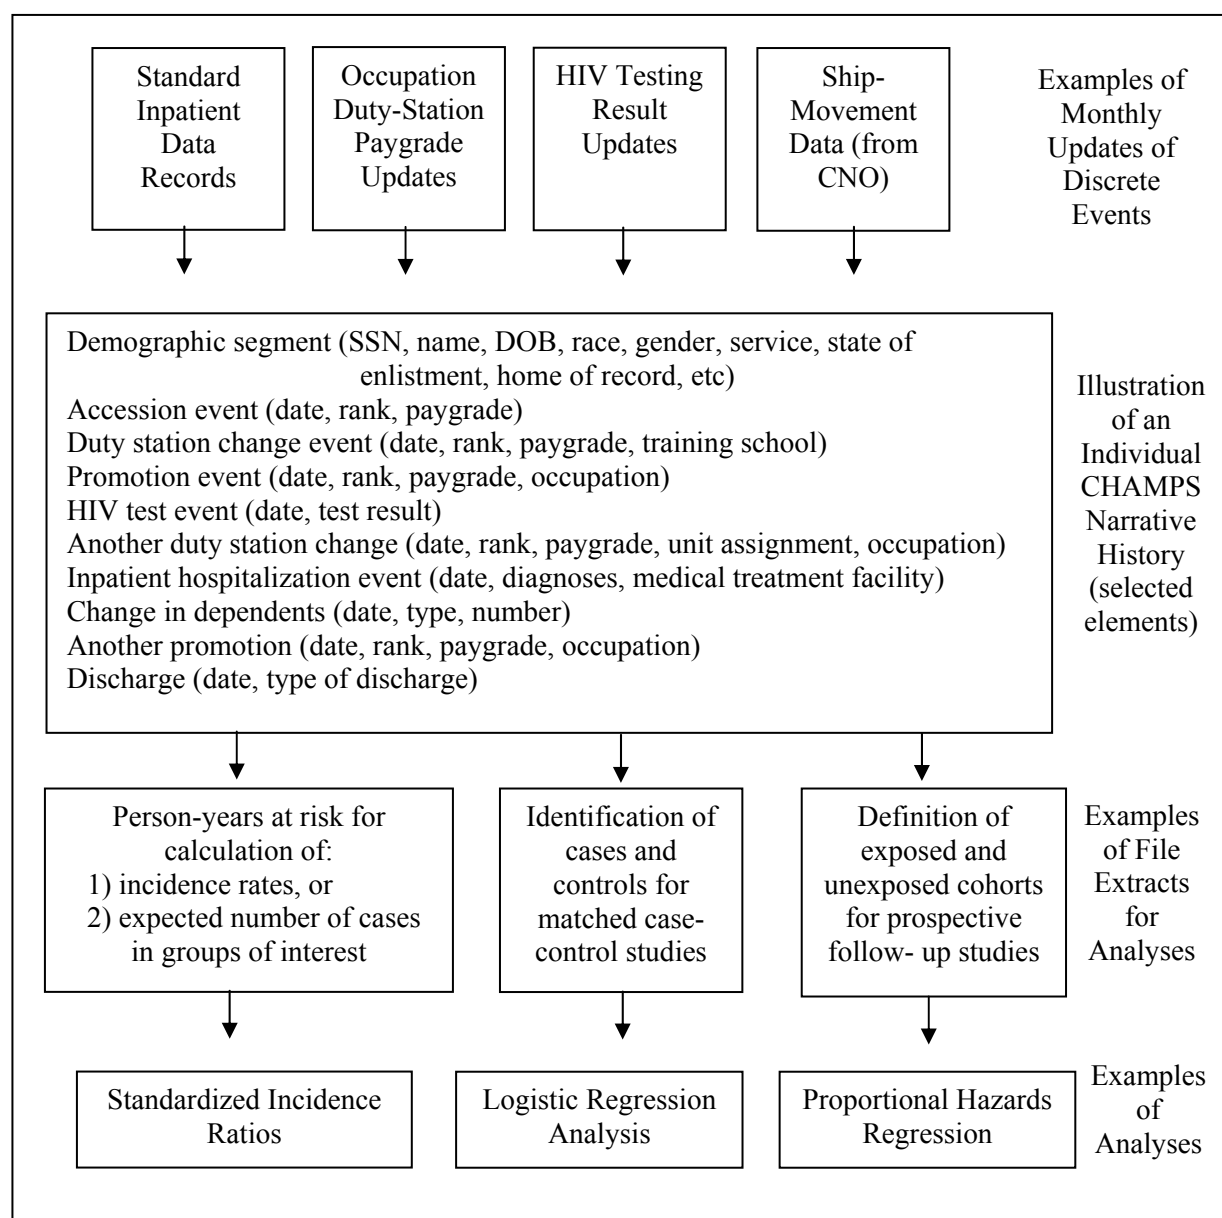 Standard
Inpatient
Data
Records
Occupation
Duty-Station
Paygrade
Updates
HIV Testing
Result
Updates
Ship-
Movement
Data (from
CNO)
Examples of
Monthly
Updates of
Discrete
Events
Demographic segment (SSN, name, DOB, race, gender, service, state of
enlistment, home of record, etc)
Accession event (date, rank, paygrade)
Duty station change event (date, rank, paygrade, training school)
Promotion event (date, rank, paygrade, occupation)
HIV test event (date, test result)
Another duty station change (date, rank, paygrade, unit assignment, occupation)
Inpatient hospitalization event (date, diagnoses, medical treatment facility)
Change in dependents (date, type, number)
Another promotion (date, rank, paygrade, occupation)
Discharge (date, type of discharge)
Illustration
of an
Individual
CHAMPS
Narrative
History
(selected
elements)
Person-years at risk for
calculation of:
1) incidence rates, or
2) expected number of cases
in groups of interest
Identification of
cases and
controls for
matched case-
control studies
Definition of
exposed and
unexposed cohorts
for prospective
follow- up studies
Examples
of File
Extracts
for
Analyses
Standardized Incidence
Ratios
Logistic Regression
Analysis
Proportional Hazards
Regression
Examples
of
Analyses